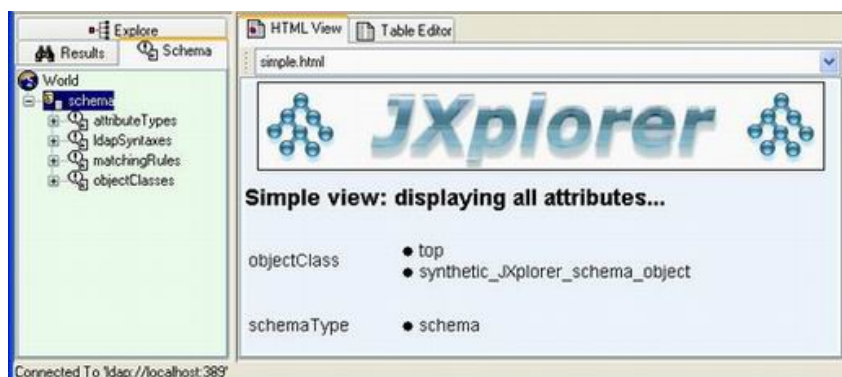 Explore
Results
Schema
World
schema
attributeTypes
ldapSyntaxes
matchingRules
objectClasses
HTML View
Table Editor
simple.html
JXplorer
Simple view: displaying all attributes...
objectClass
● top
● synthetic_JXplorer_schema_object
schemaType
● schema
Connected To 'ldap://localhost:389'